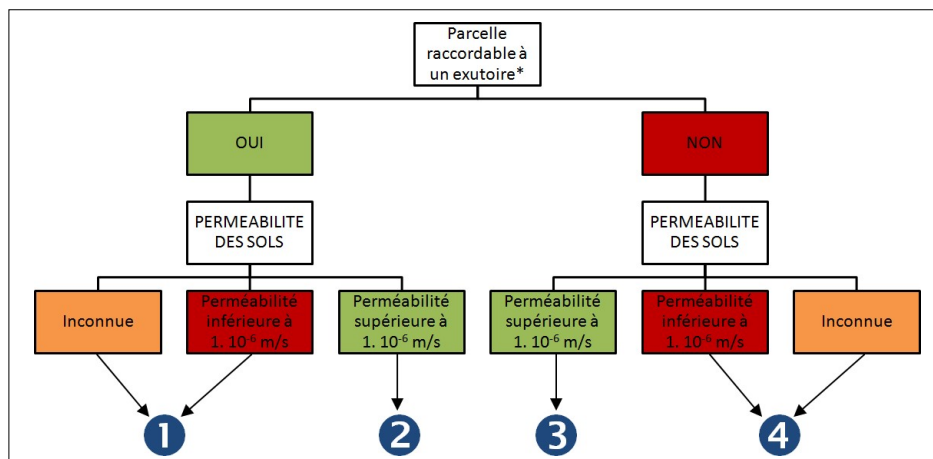 Parcelle
raccordable à
un exutoire*
OUI
NON
PERMEABILITE
DES SOLS
PERMEABILITE
DES SOLS
Inconnue
Perméabilité
inférieure à
1. 10⁻⁶ m/s
Perméabilité
supérieure à
1. 10⁻⁶ m/s
Perméabilité
supérieure à
1. 10⁻⁶ m/s
Perméabilité
inférieure à
1. 10⁻⁶ m/s
Inconnue
1
2
3
4